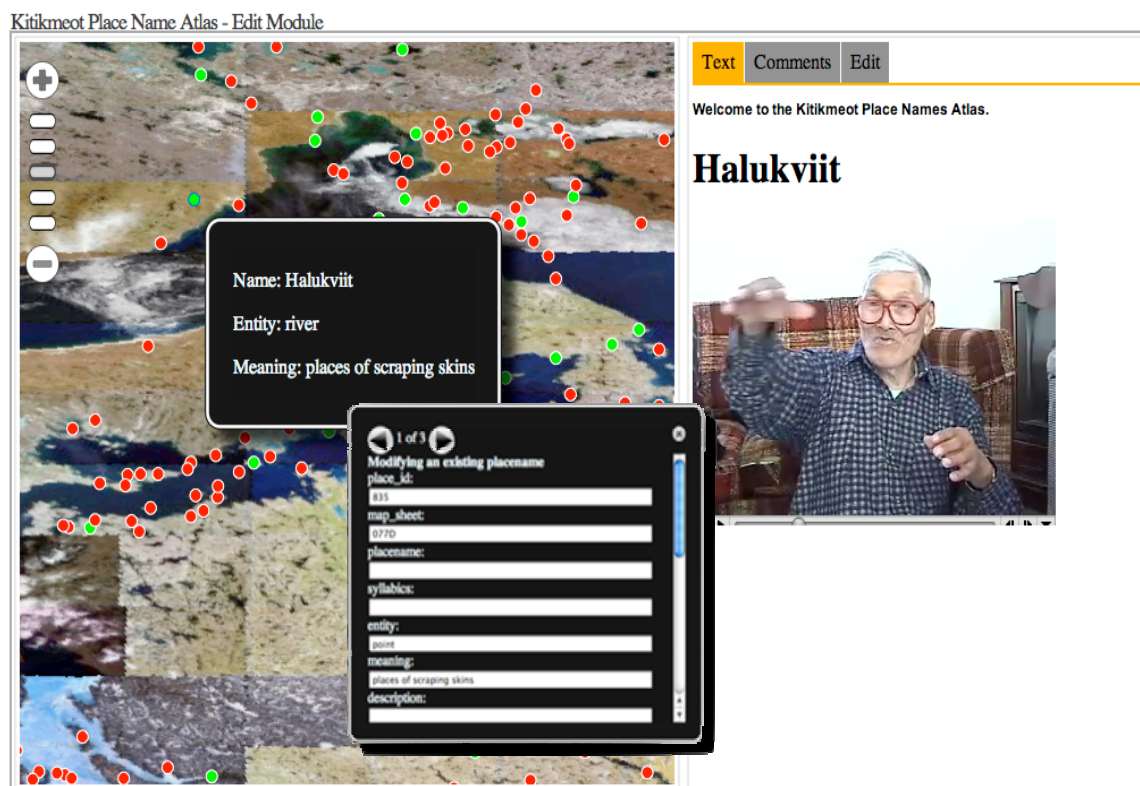 Kitikmeot Place Name Atlas - Edit Module
Text
Comments
Edit
Welcome to the Kitikmeot Place Names Atlas.
Halukviit
Name: Halukviit
Entity: river
Meaning: places of scraping skins
1 of 3
Modifying an existing placename
place_id:
835
map_sheet:
077D
placename:
syllabics:
entity:
point
meaning:
places of scraping skins
description: